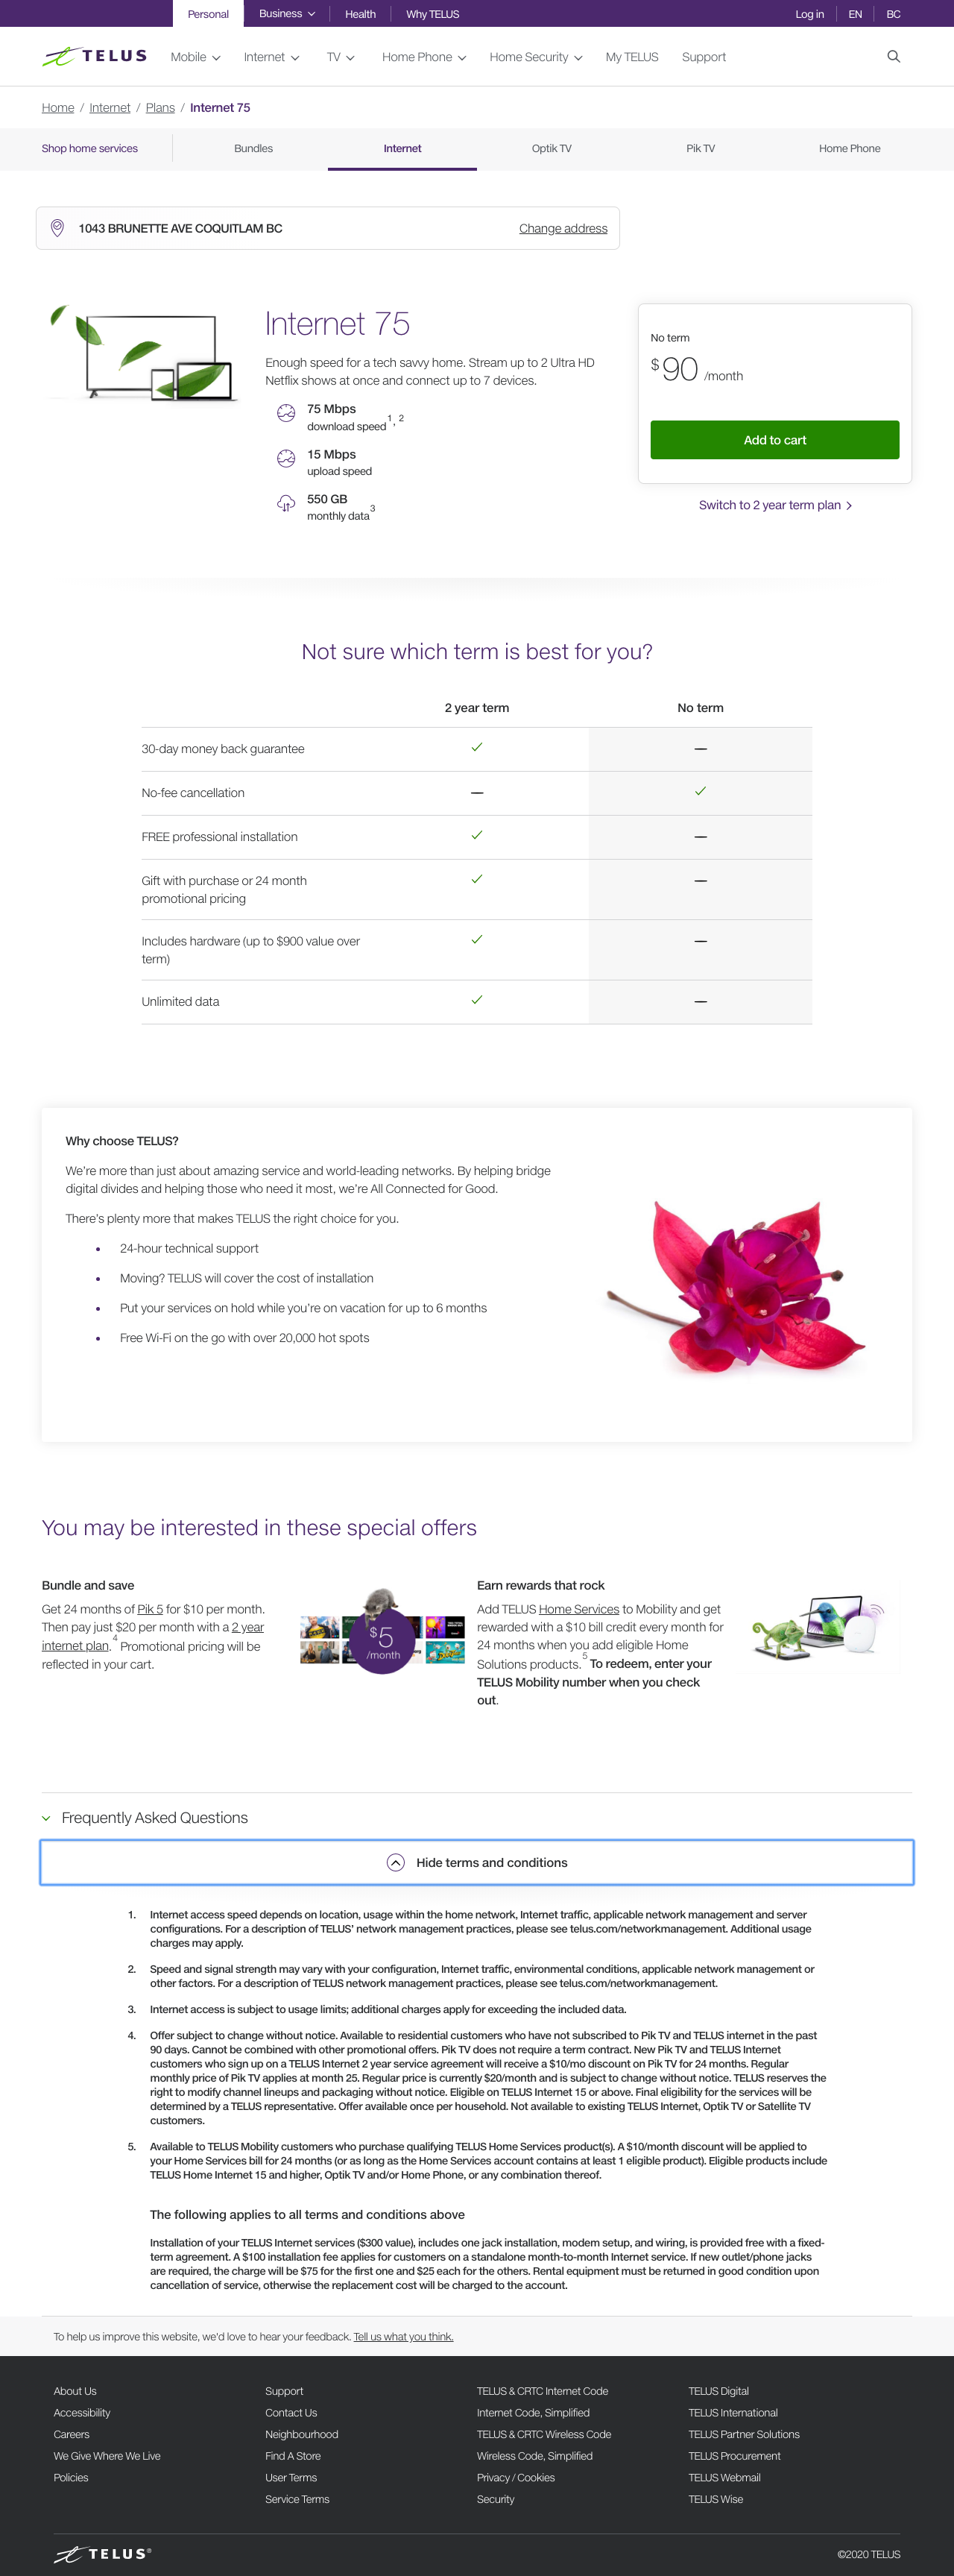 Personal
Business
Health
Why TELUS
Log in
EN
BC
TELUS
Mobile
Internet
TV
Home Phone
Home Security
My TELUS
Support
Home / Internet / Plans / Internet 75
Shop home services
Bundles
Internet
Optik TV
Pik TV
Home Phone
1043 BRUNETTE AVE COQUITLAM BC
Change address
Internet 75
Enough speed for a tech savvy home. Stream up to 2 Ultra HD
Netflix shows at once and connect up to 7 devices.
75 Mbps
download speed1, 2
15 Mbps
upload speed
550 GB
monthly data3
No term
$90 /month
Add to cart
Switch to 2 year term plan
Not sure which term is best for you?
2 year term
No term
30-day money back guarantee
No-fee cancellation
FREE professional installation
Gift with purchase or 24 month
promotional pricing
Includes hardware (up to $900 value over
term)
Unlimited data
Why choose TELUS?
We're more than just about amazing service and world-leading networks. By helping bridge
digital divides and helping those who need it most, we're All Connected for Good.
There's plenty more that makes TELUS the right choice for you.
• 24-hour technical support
• Moving? TELUS will cover the cost of installation
• Put your services on hold while you're on vacation for up to 6 months
• Free Wi-Fi on the go with over 20,000 hot spots
You may be interested in these special offers
Bundle and save
Get 24 months of Pik 5 for $10 per month.
Then pay just $20 per month with a 2 year
internet plan.4 Promotional pricing will be
reflected in your cart.
$5
/month
Earn rewards that rock
Add TELUS Home Services to Mobility and get
rewarded with a $10 bill credit every month for
24 months when you add eligible Home
Solutions products.5 To redeem, enter your
TELUS Mobility number when you check
out.
Frequently Asked Questions
Hide terms and conditions
1. Internet access speed depends on location, usage within the home network, Internet traffic, applicable network management and server
configurations. For a description of TELUS' network management practices, please see telus.com/networkmanagement. Additional usage
charges may apply.
2. Speed and signal strength may vary with your configuration, Internet traffic, environmental conditions, applicable network management or
other factors. For a description of TELUS network management practices, please see telus.com/networkmanagement.
3. Internet access is subject to usage limits; additional charges apply for exceeding the included data.
4. Offer subject to change without notice. Available to residential customers who have not subscribed to Pik TV and TELUS internet in the past
90 days. Cannot be combined with other promotional offers. Pik TV does not require a term contract. New Pik TV and TELUS Internet
customers who sign up on a TELUS Internet 2 year service agreement will receive a $10/mo discount on Pik TV for 24 months. Regular
monthly price of Pik TV applies at month 25. Regular price is currently $20/month and is subject to change without notice. TELUS reserves the
right to modify channel lineups and packaging without notice. Eligible on TELUS Internet 15 or above. Final eligibility for the services will be
determined by a TELUS representative. Offer available once per household. Not available to existing TELUS Internet, Optik TV or Satellite TV
customers.
5. Available to TELUS Mobility customers who purchase qualifying TELUS Home Services product(s). A $10/month discount will be applied to
your Home Services bill for 24 months (or as long as the Home Services account contains at least 1 eligible product). Eligible products include
TELUS Home Internet 15 and higher, Optik TV and/or Home Phone, or any combination thereof.
The following applies to all terms and conditions above
Installation of your TELUS Internet services ($300 value), includes one jack installation, modem setup, and wiring, is provided free with a fixed-
term agreement. A $100 installation fee applies for customers on a standalone month-to-month Internet service. If new outlet/phone jacks
are required, the charge will be $75 for the first one and $25 each for the others. Rental equipment must be returned in good condition upon
cancellation of service, otherwise the replacement cost will be charged to the account.
To help us improve this website, we'd love to hear your feedback. Tell us what you think.
About Us
Accessibility
Careers
We Give Where We Live
Policies
Support
Contact Us
Neighbourhood
Find A Store
User Terms
Service Terms
TELUS & CRTC Internet Code
Internet Code, Simplified
TELUS & CRTC Wireless Code
Wireless Code, Simplified
Privacy / Cookies
Security
TELUS Digital
TELUS International
TELUS Partner Solutions
TELUS Procurement
TELUS Webmail
TELUS Wise
TELUS®
©2020 TELUS